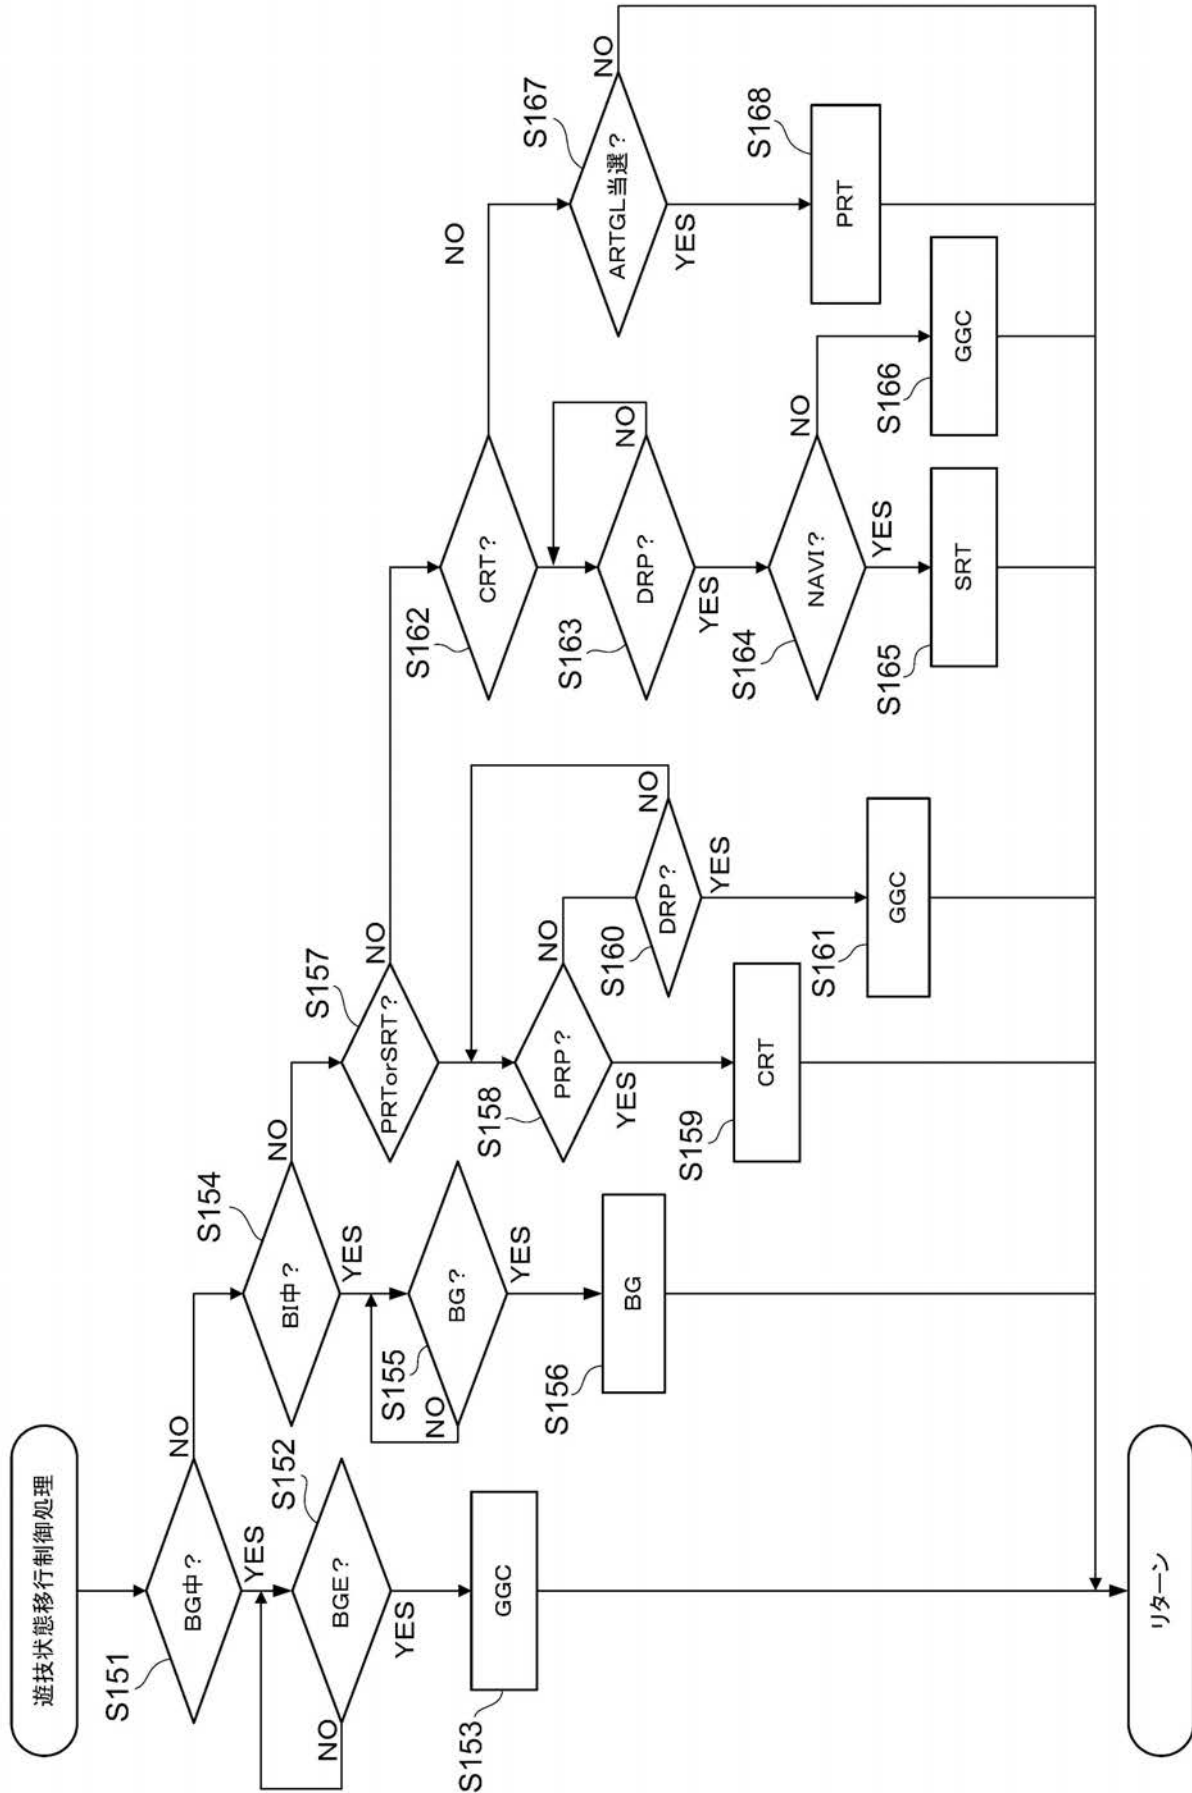 遊技状態移行制御処理
S151
BG中?
NO
YES
S152
BGE?
NO
YES
S153
GGC
S154
BI中?
NO
YES
S155
BG?
NO
YES
S156
BG
S157
PRTorSRT?
NO
S158
PRP?
NO
YES
S159
CRT
S160
DRP?
NO
YES
S161
GGC
S162
CRT?
NO
S163
DRP?
NO
YES
S164
NAVI?
NO
YES
S165
SRT
S166
GGC
S167
ARTGL当選?
NO
YES
S168
PRT
リターン